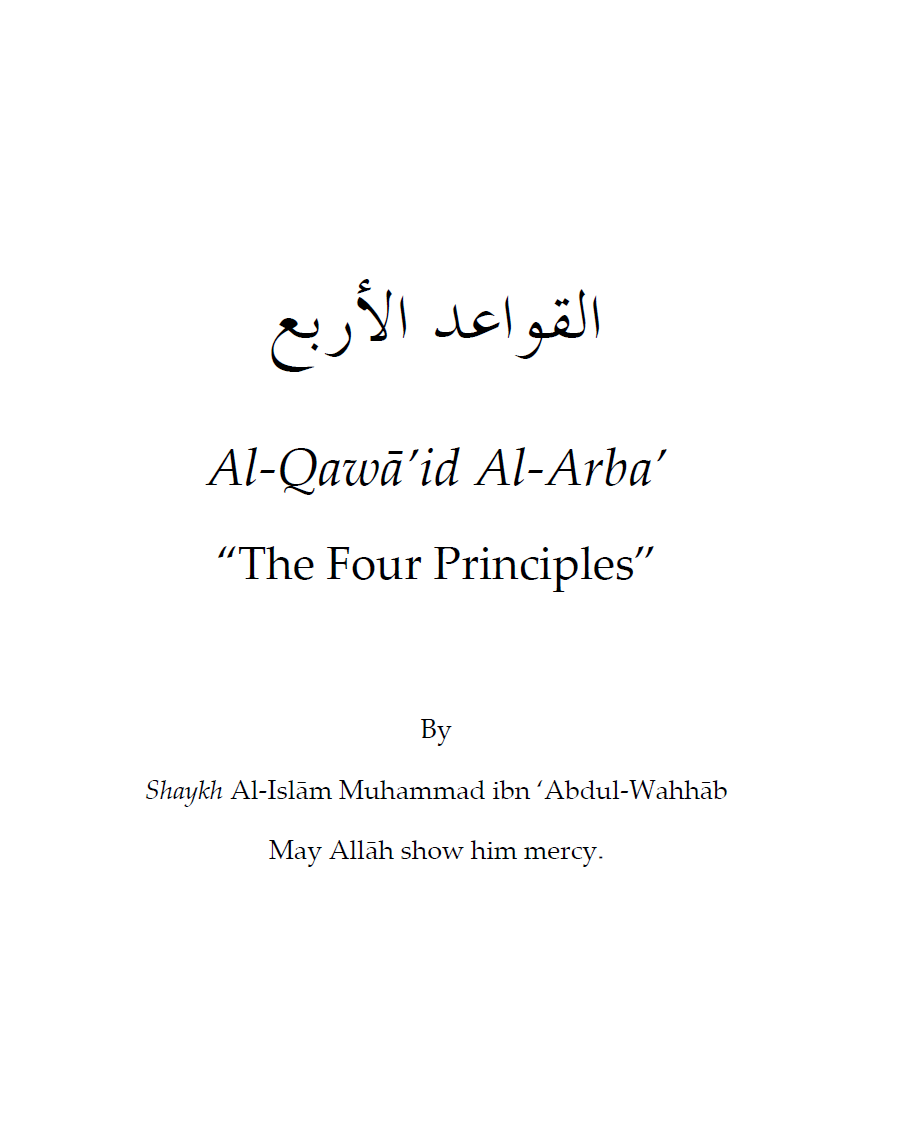 القواعد الأربع
Al-Qawā’id Al-Arba’
“The Four Principles”
By
Shaykh Al-Islām Muhammad ibn ‘Abdul-Wahhāb
May Allāh show him mercy.